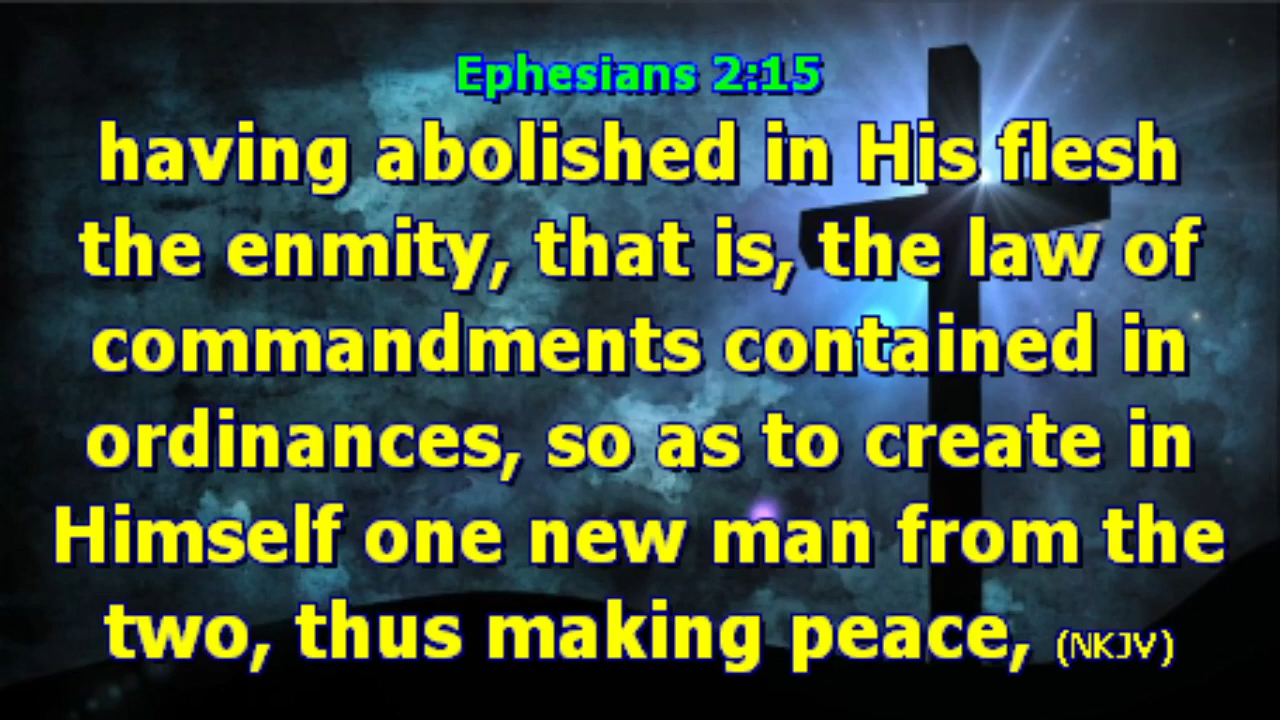 Ephesians 2:15
having abolished in His flesh
the enmity, that is, the law of
commandments contained in
ordinances, so as to create in
Himself one new man from the
two, thus making peace, (NKJV)